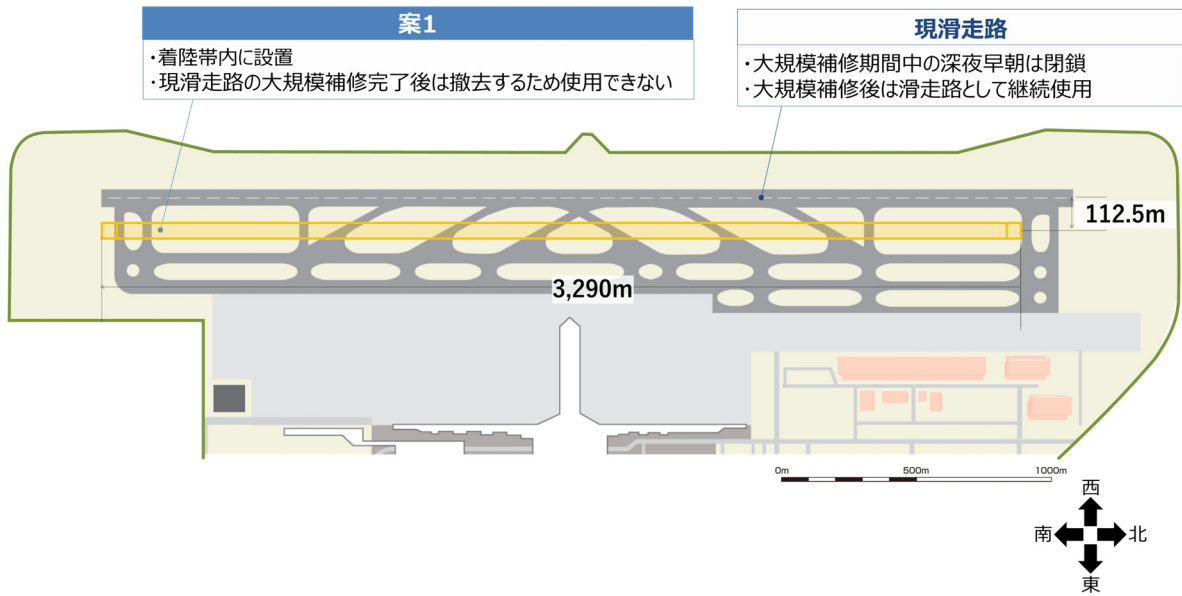 案1
・着陸帯内に設置
・現滑走路の大規模補修完了後は撤去するため使用できない
現滑走路
・大規模補修期間中の深夜早朝は閉鎖
・大規模補修後は滑走路として継続使用
112.5m
3,290m
0m 500m 1000m
西
南 北
東